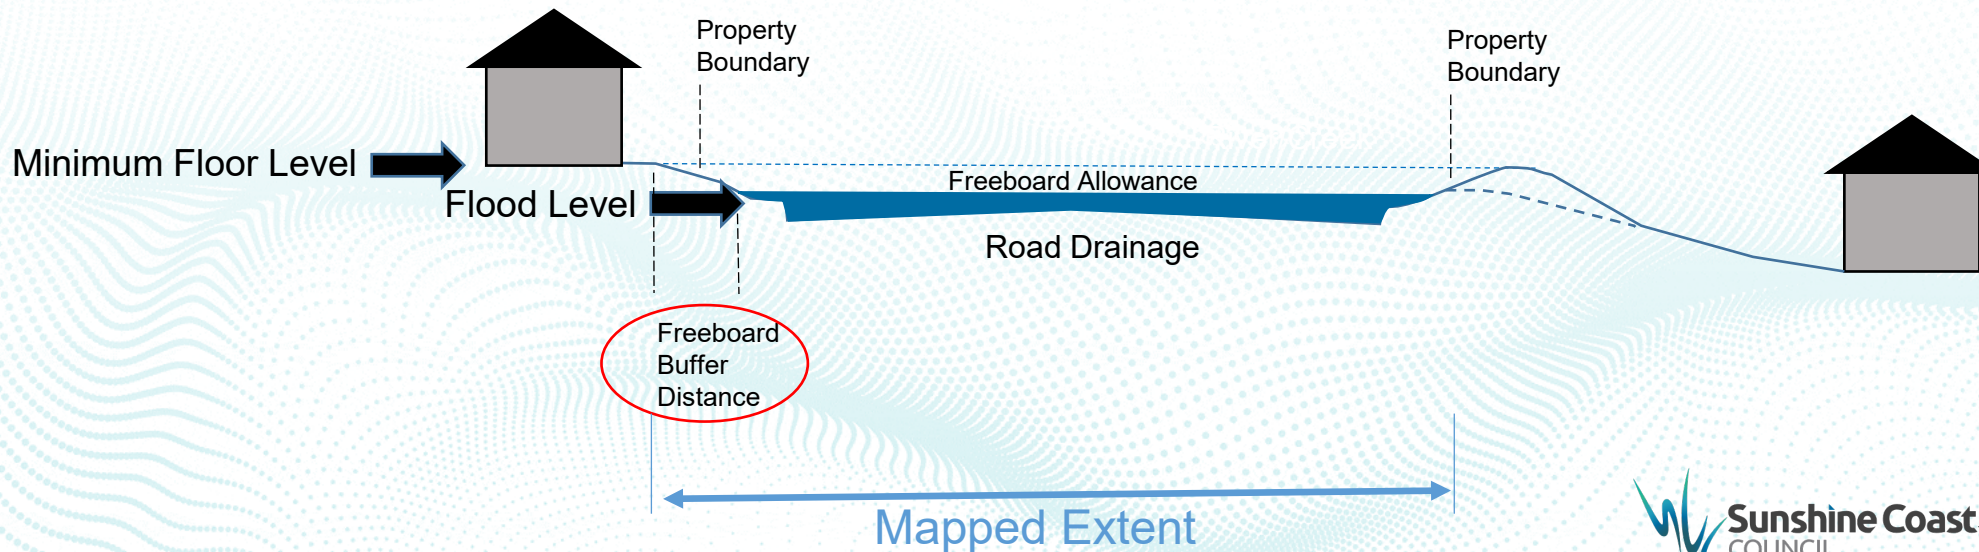 Property
Boundary
Property
Boundary
Minimum Floor Level
Freeboard Allowance
Flood Level
Road Drainage
Freeboard
Buffer
Distance
Mapped Extent
Sunshine Coast
COUNCIL